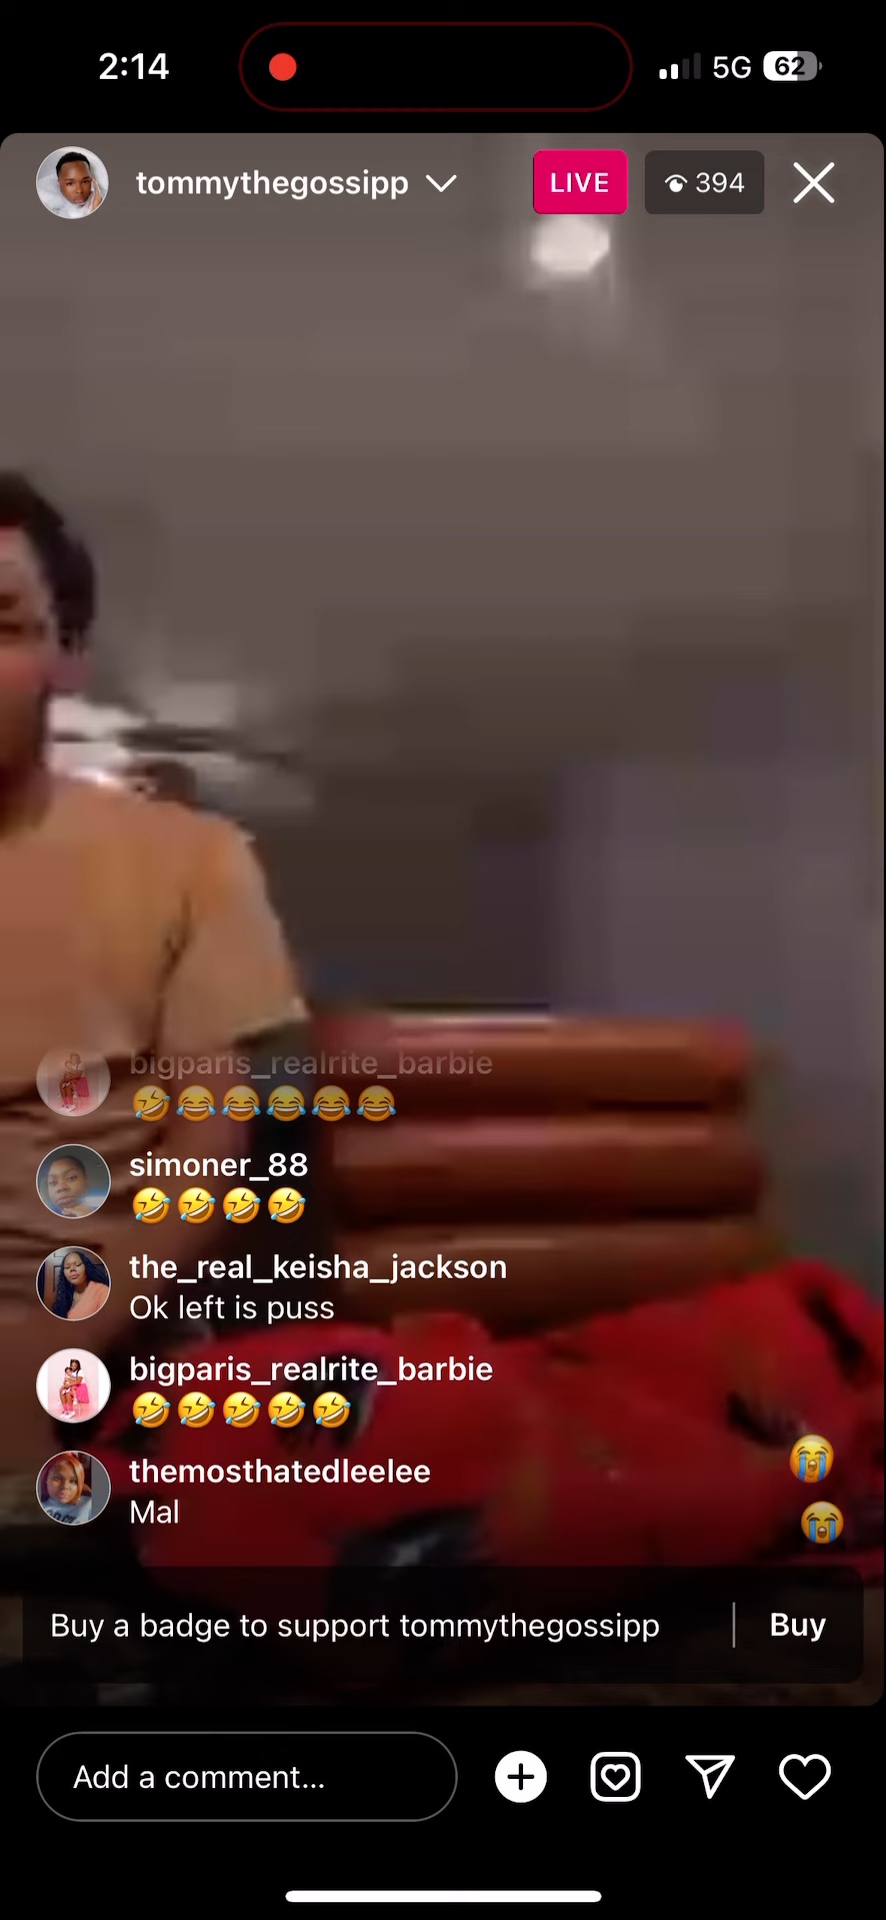 2:14
5G
62
tommythegossipp
LIVE
394
bigparis_realrite_barbie
🤣😂😂😂😂😂
simoner_88
🤣🤣🤣🤣
the_real_keisha_jackson
Ok left is puss
bigparis_realrite_barbie
🤣🤣🤣🤣🤣
themosthatedleelee
Mal
Buy a badge to support tommythegossipp
Buy
Add a comment...